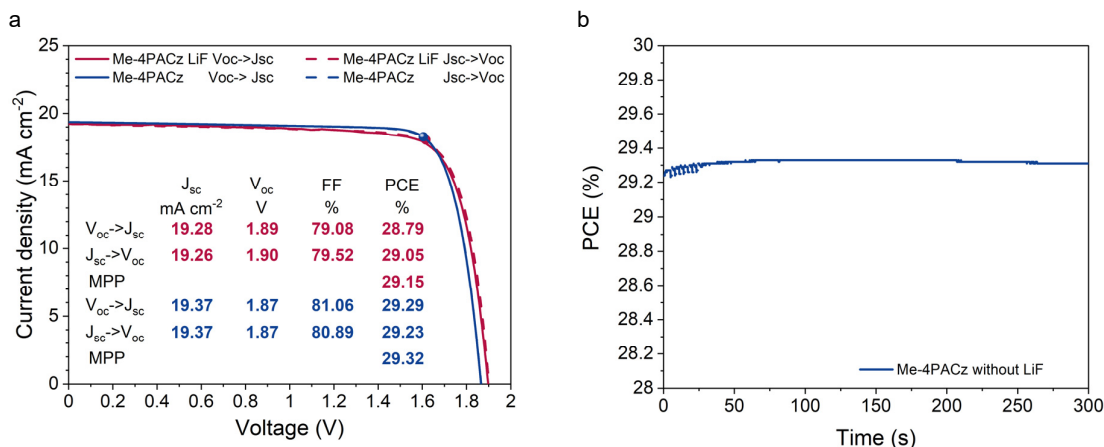 a
25
20
15
10
5
0
Current density (mA cm⁻²)
Me-4PACz LiF Voc->Jsc
Me-4PACz LiF Jsc->Voc
Me-4PACz Voc-> Jsc
Me-4PACz Jsc->Voc
Jsc Voc FF PCE
mA cm⁻² V % %
Voc->Jsc 19.28 1.89 79.08 28.79
Jsc->Voc 19.26 1.90 79.52 29.05
MPP 29.15
Voc->Jsc 19.37 1.87 81.06 29.29
Jsc->Voc 19.37 1.87 80.89 29.23
MPP 29.32
0 0.2 0.4 0.6 0.8 1 1.2 1.4 1.6 1.8 2
Voltage (V)
b
30
29.8
29.6
29.4
29.2
29
28.8
28.6
28.4
28.2
28
PCE (%)
Me-4PACz without LiF
0 50 100 150 200 250 300
Time (s)